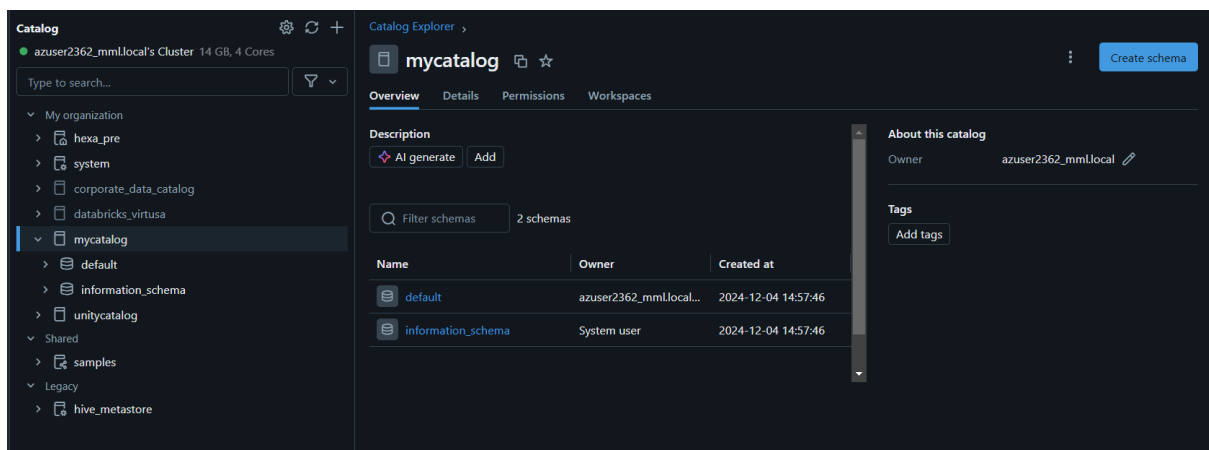 Catalog
azuser2362_mml.local's Cluster 14 GB, 4 Cores
Type to search...
My organization
hexa_pre
system
corporate_data_catalog
databricks_virtusa
mycatalog
default
information_schema
unitycatalog
Shared
samples
Legacy
hive_metastore
Catalog Explorer
mycatalog
Create schema
Overview Details Permissions Workspaces
Description
AI generate Add
Filter schemas 2 schemas
Name Owner Created at
default azuser2362_mml.local... 2024-12-04 14:57:46
information_schema System user 2024-12-04 14:57:46
About this catalog
Owner azuser2362_mml.local
Tags
Add tags